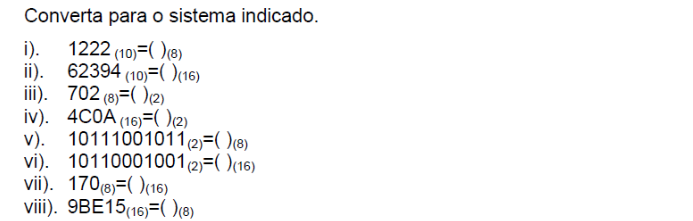 Converta para o sistema indicado.
i). 1222 (10)=( )(8)
ii). 62394 (10)=( )(16)
iii). 702 (8)=( )(2)
iv). 4C0A (16)=( )(2)
v). 10111001011(2)=( )(8)
vi). 10110001001(2)=( )(16)
vii). 170(8)=( )(16)
viii). 9BE15(16)=( )(8)